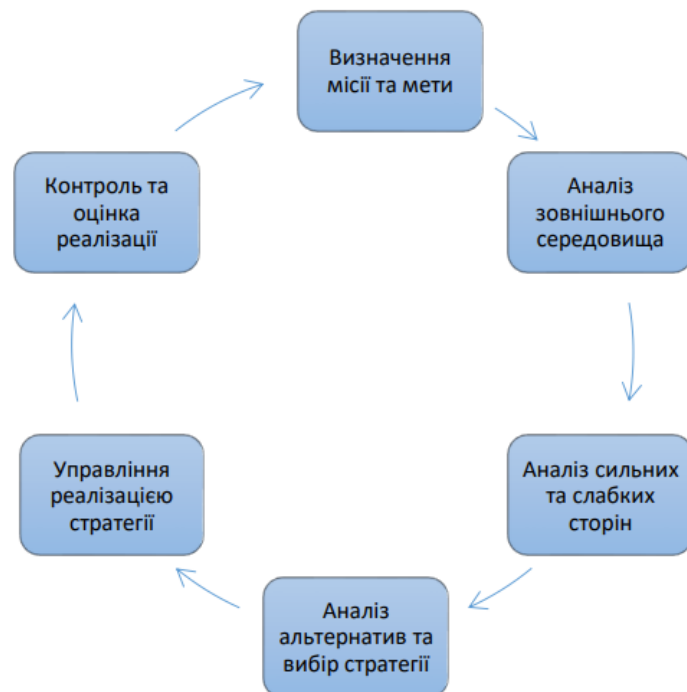 Визначення
місії та мети
Аналіз
зовнішнього
середовища
Аналіз сильних
та слабких
сторін
Аналіз
альтернатив та
вибір стратегії
Управління
реалізацією
стратегії
Контроль та
оцінка
реалізації